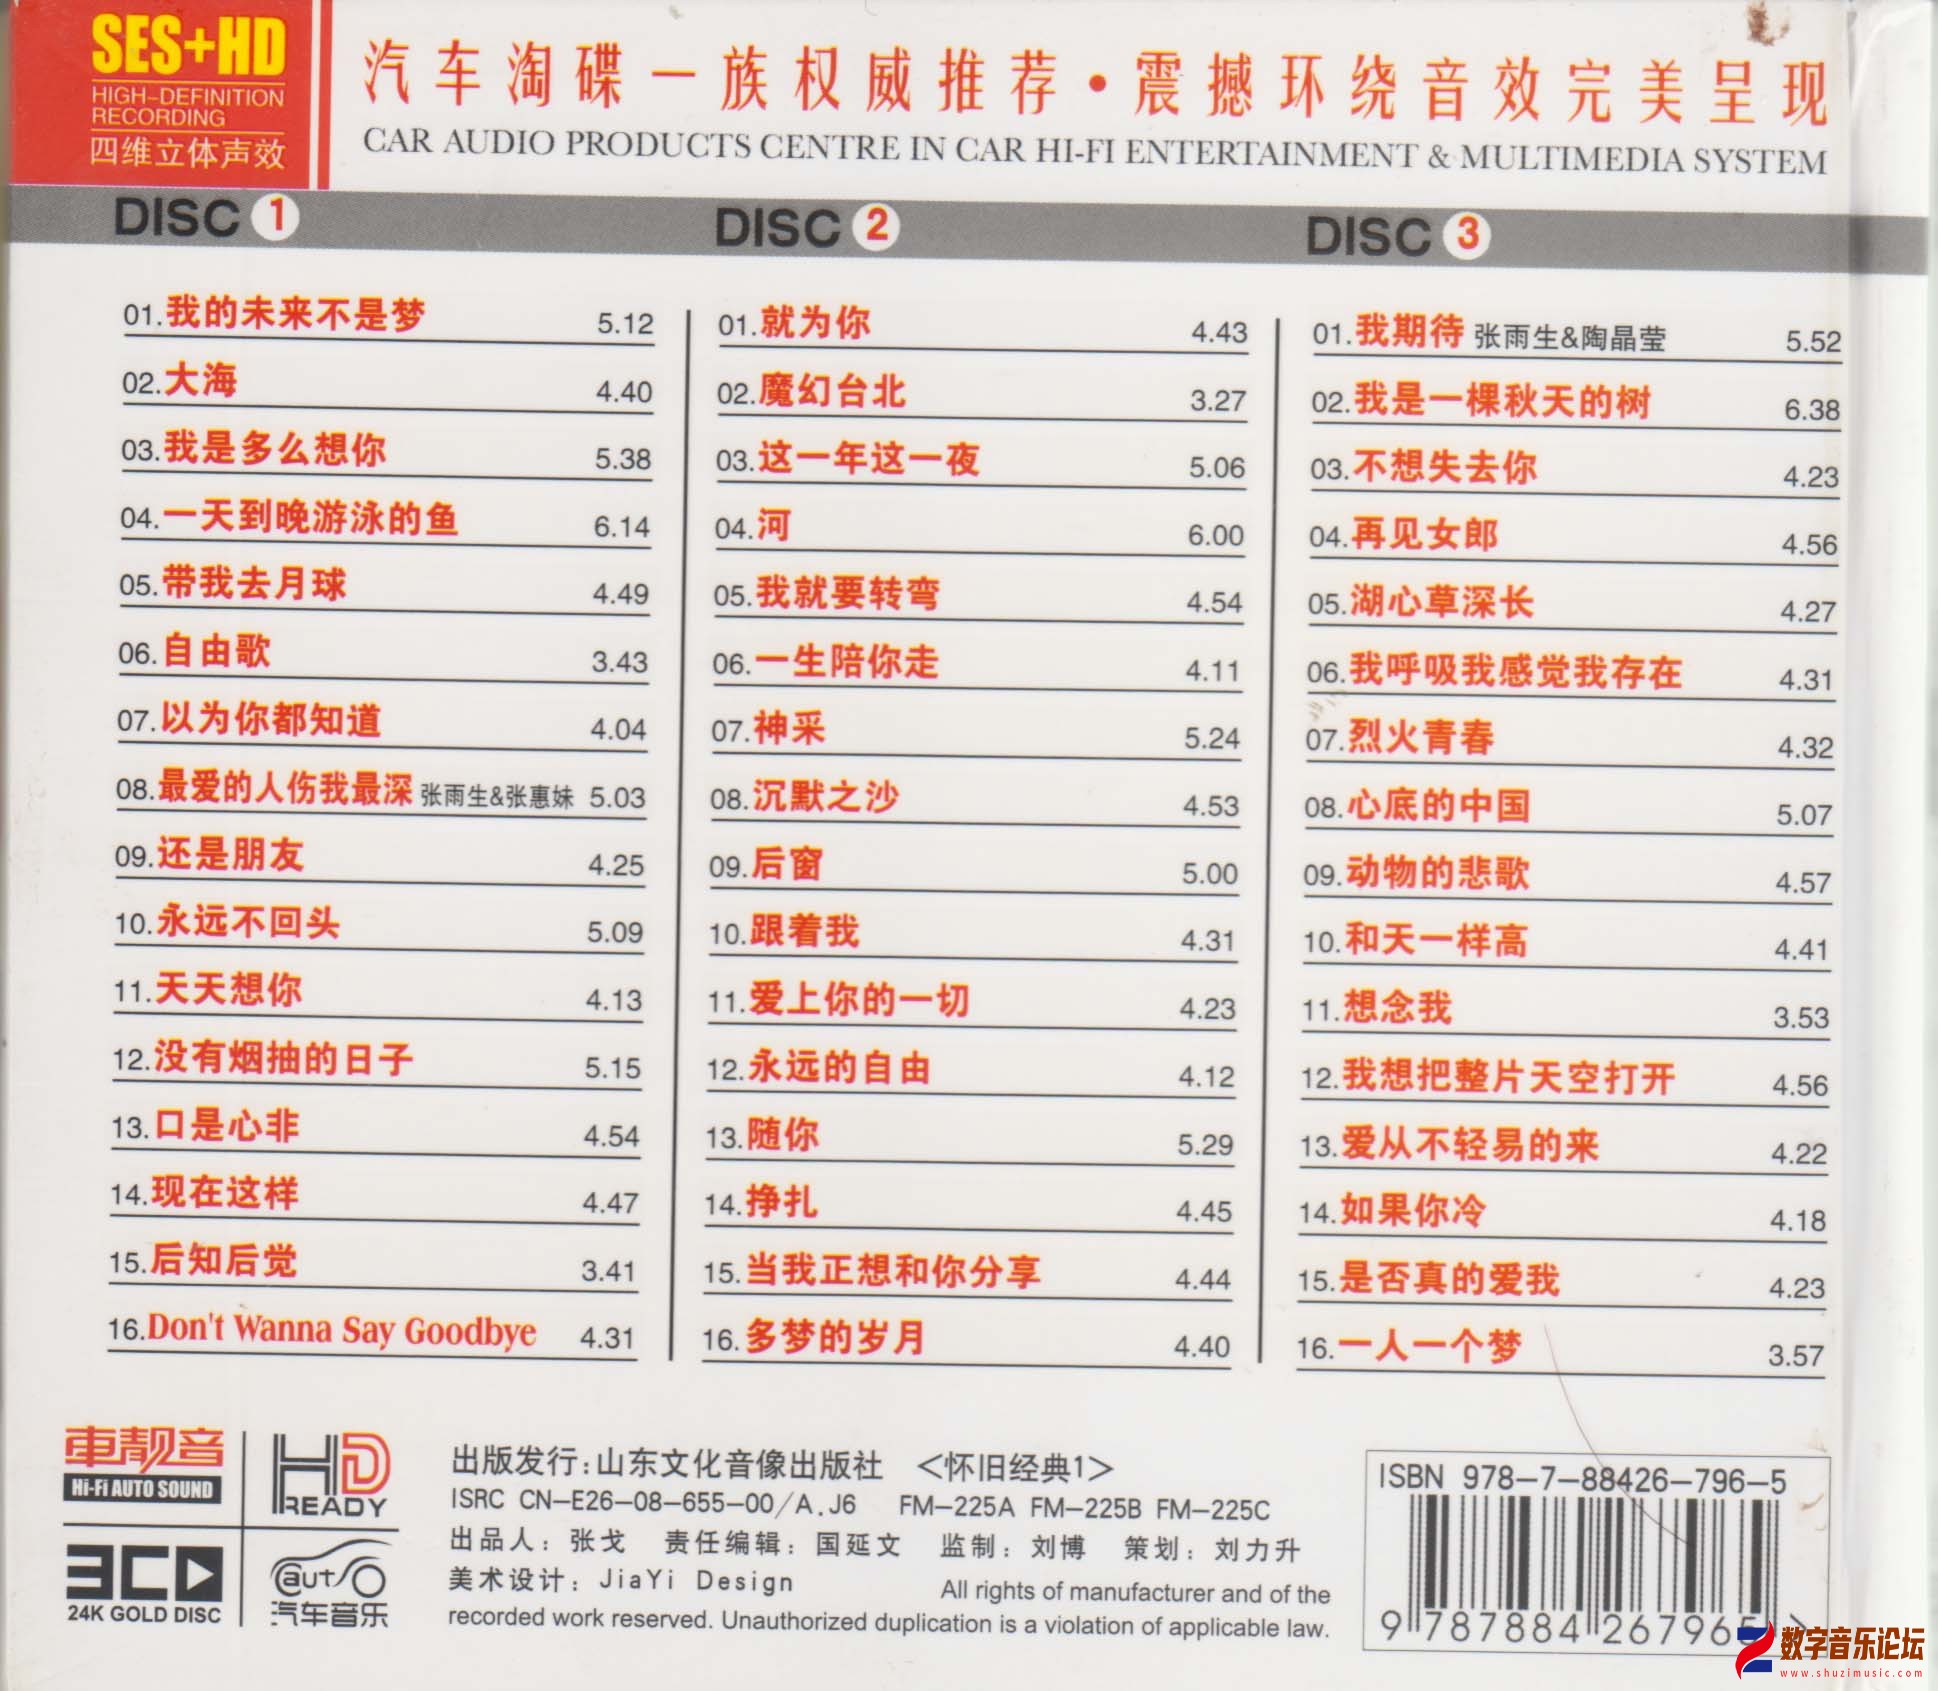 SES+HD
HIGH-DEFINITION
RECORDING
四维立体声效
汽车淘碟一族权威推荐·震撼环绕音效完美呈现
CAR AUDIO PRODUCTS CENTRE IN CAR HI-FI ENTERTAINMENT & MULTIMEDIA SYSTEM
DISC 1
01.我的未来不是梦 5.12
02.大海 4.40
03.我是多么想你 5.38
04.一天到晚游泳的鱼 6.14
05.带我去月球 4.49
06.自由歌 3.43
07.以为你都知道 4.04
08.最爱的人伤我最深 张雨生&张惠妹 5.03
09.还是朋友 4.25
10.永远不回头 5.09
11.天天想你 4.13
12.没有烟抽的日子 5.15
13.口是心非 4.54
14.现在这样 4.47
15.后知后觉 3.41
16.Don't Wanna Say Goodbye 4.31
DISC 2
01.就为你 4.43
02.魔幻台北 3.27
03.这一年这一夜 5.06
04.河 6.00
05.我就要转弯 4.54
06.一生陪你走 4.11
07.神采 5.24
08.沉默之沙 4.53
09.后窗 5.00
10.跟着我 4.31
11.爱上你的一切 4.23
12.永远的自由 4.12
13.随你 5.29
14.挣扎 4.45
15.当我正想和你分享 4.44
16.多梦的岁月 4.40
DISC 3
01.我期待 张雨生&陶晶莹 5.52
02.我是一棵秋天的树 6.38
03.不想失去你 4.23
04.再见女郎 4.56
05.湖心草深长 4.27
06.我呼吸我感觉我存在 4.31
07.烈火青春 4.32
08.心底的中国 5.07
09.动物的悲歌 4.57
10.和天一样高 4.41
11.想念我 3.53
12.我想把整片天空打开 4.56
13.爱从不轻易的来 4.22
14.如果你冷 4.18
15.是否真的爱我 4.23
16.一人一个梦 3.57
車靓音
Hi-Fi AUTO SOUND
HD
READY
3CD
24K GOLD DISC
auto
汽车音乐
出版发行:山东文化音像出版社 <怀旧经典1>
ISRC CN-E26-08-655-00/A.J6 FM-225A FM-225B FM-225C
出品人：张戈 责任编辑：国延文 监制：刘博 策划：刘力升
美术设计：JiaYi Design All rights of manufacturer and of the
recorded work reserved. Unauthorized duplication is a violation of applicable law.
ISBN 978-7-88426-796-5
9 787884 267965 >
数字音乐论坛
www.shuzimusic.com